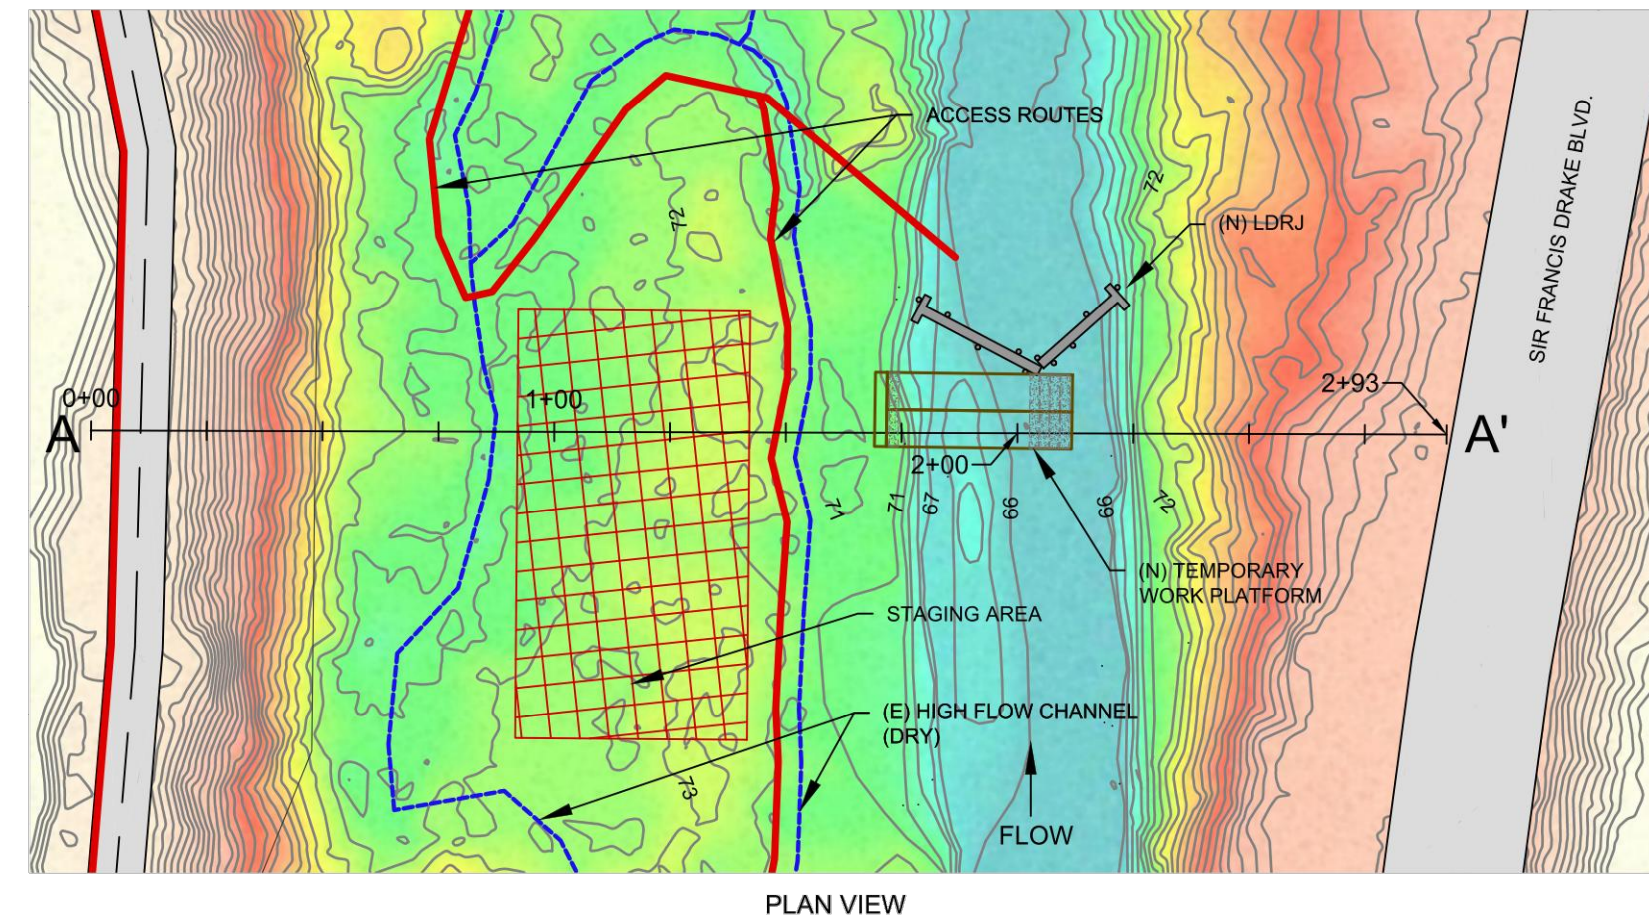 ACCESS ROUTES
SIR FRANCIS DRAKE BLVD.
72
72
(N) LDRJ
0+00
1+00
2+93
A
A'
2+00
71
71
67
66
69
72
(N) TEMPORARY
WORK PLATFORM
STAGING AREA
(E) HIGH FLOW CHANNEL
(DRY)
73
FLOW
PLAN VIEW